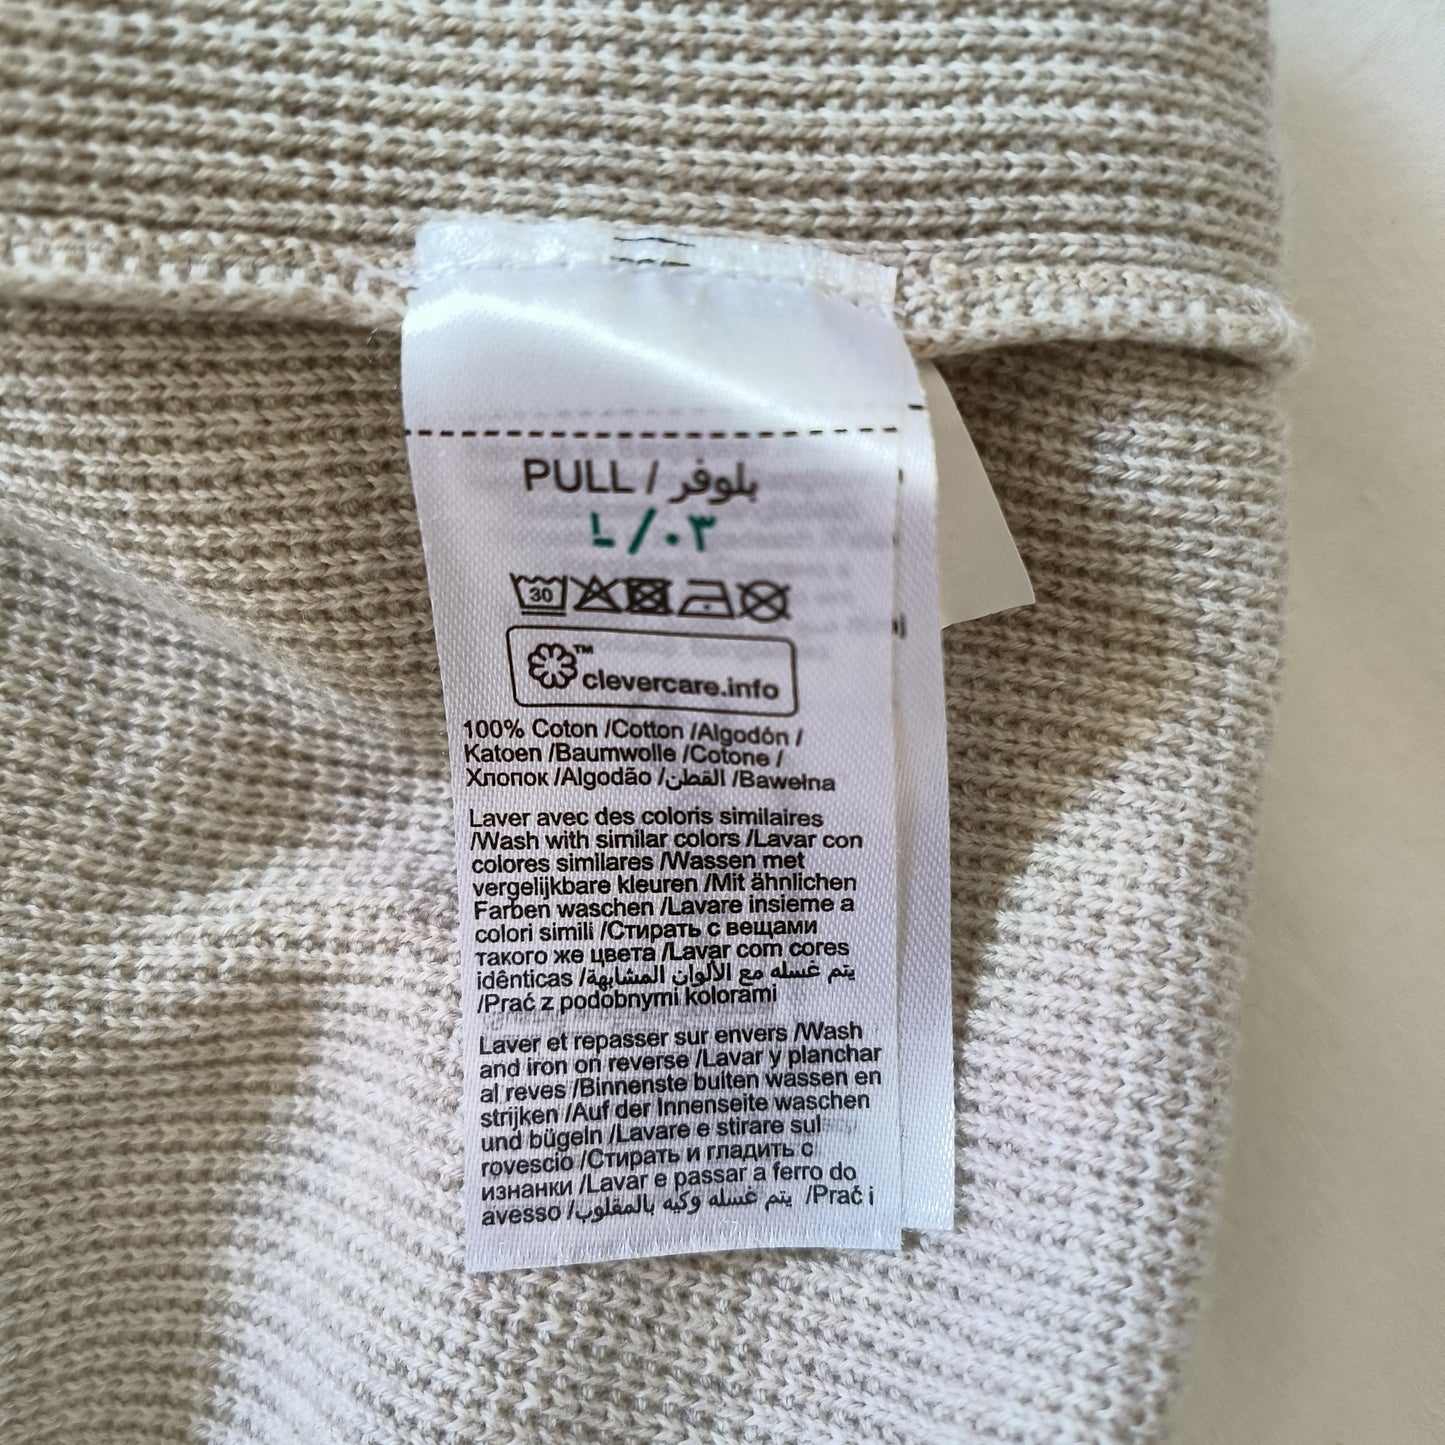 PULL / بلوفر
L/٠٣
30
™ clevercare.info
100% Coton /Cotton /Algodón /
Katoen /Baumwolle /Cotone /
Хлопок /Algodão /القطن /Bawełna
Laver avec des coloris similaires
/Wash with similar colors /Lavar con
colores similares /Wassen met
vergelijkbare kleuren /Mit ähnlichen
Farben waschen /Lavare insieme a
colori simili /Стирать с вещами
такого же цвета /Lavar com cores
idênticas /يتم غسله مع الألوان المشابهة
/Prać z podobnymi kolorami
Laver et repasser sur envers /Wash
and iron on reverse /Lavar y planchar
al reves /Binnenste buiten wassen en
strijken /Auf der Innenseite waschen
und bügeln /Lavare e stirare sul
rovescio /Стирать и гладить с
изнанки /Lavar e passar a ferro do
avesso /يتم غسله وكيه بالمقلوب /Prać i